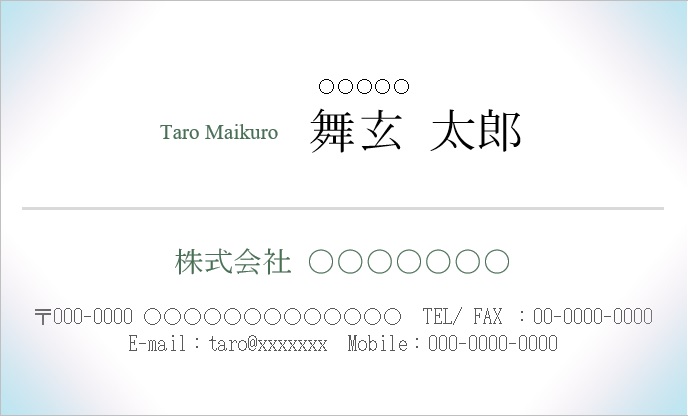 ○○○○○
Taro Maikuro 舞玄 太郎
株式会社 ○○○○○○○
〒000-0000 ○○○○○○○○○○○○○ TEL/ FAX ：00-0000-0000
E-mail：taro@xxxxxxx Mobile：000-0000-0000